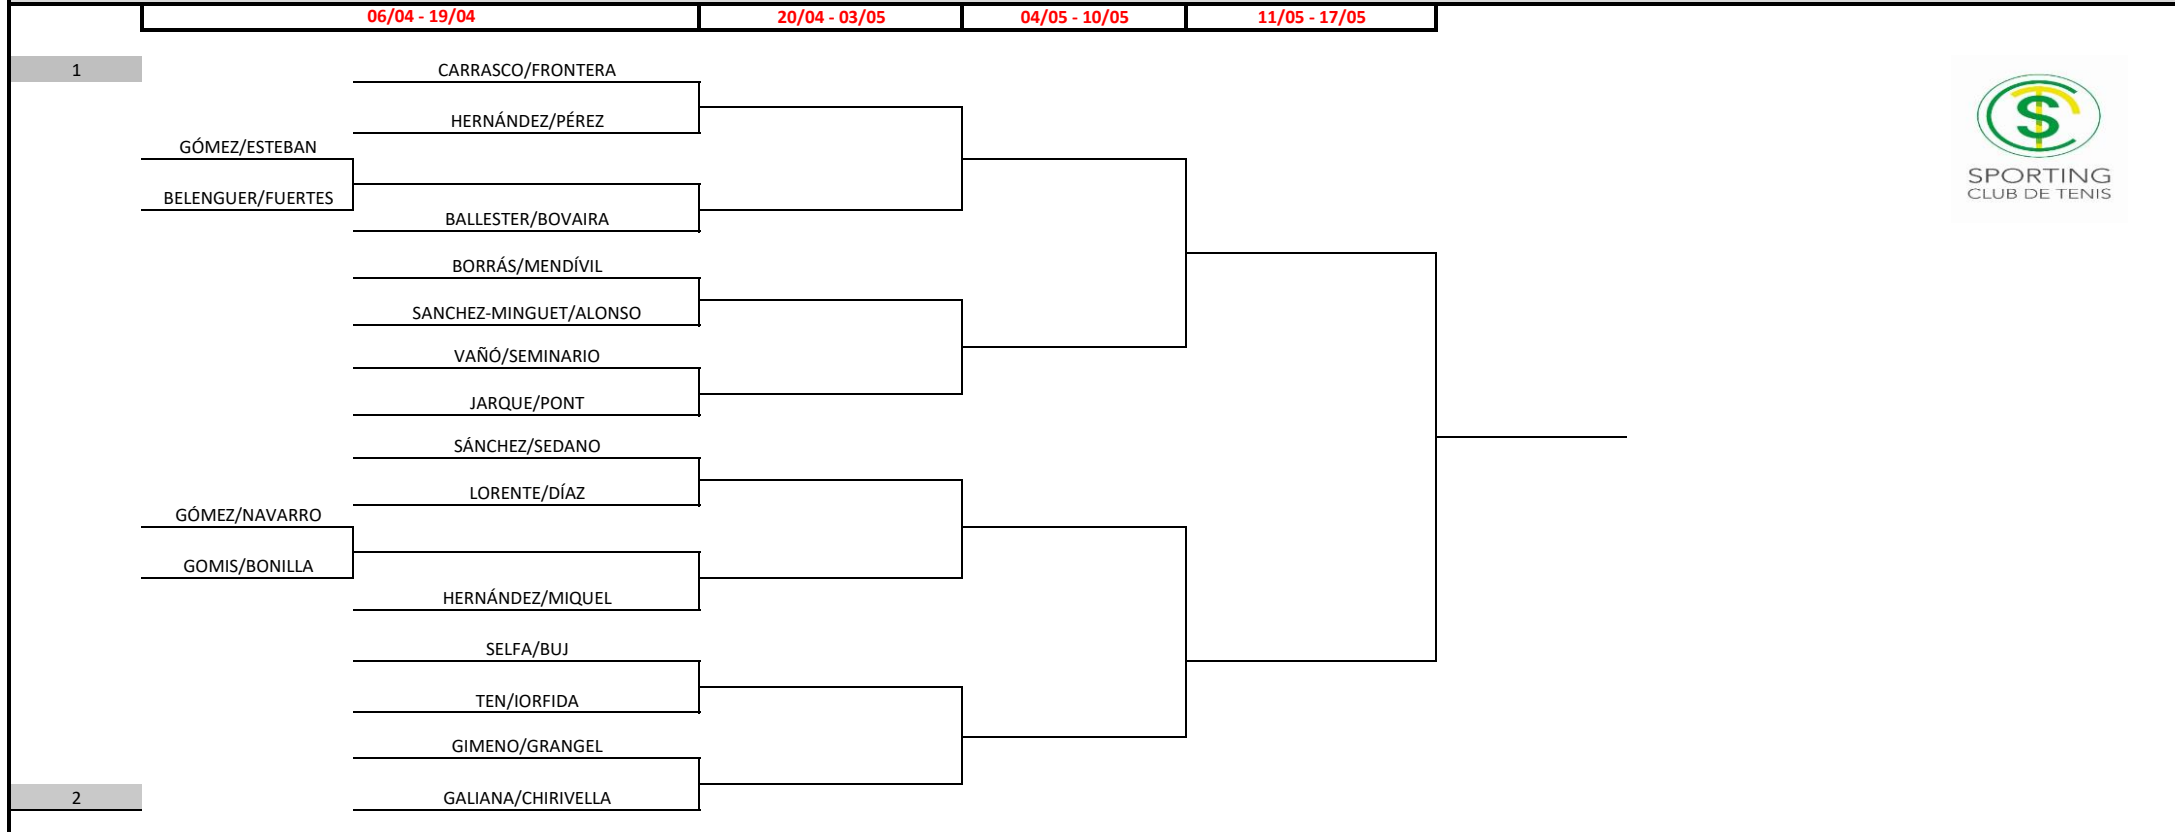 06/04 - 19/04 20/04 - 03/05 04/05 - 10/05 11/05 - 17/05
1 CARRASCO/FRONTERA
HERNÁNDEZ/PÉREZ
GÓMEZ/ESTEBAN
BELENGUER/FUERTES
BALLESTER/BOVAIRA
BORRÁS/MENDÍVIL
SANCHEZ-MINGUET/ALONSO
VAÑÓ/SEMINARIO
JARQUE/PONT
SÁNCHEZ/SEDANO
LORENTE/DÍAZ
GÓMEZ/NAVARRO
GOMIS/BONILLA
HERNÁNDEZ/MIQUEL
SELFA/BUJ
TEN/IORFIDA
GIMENO/GRANGEL
2 GALIANA/CHIRIVELLA
SPORTING
CLUB DE TENIS